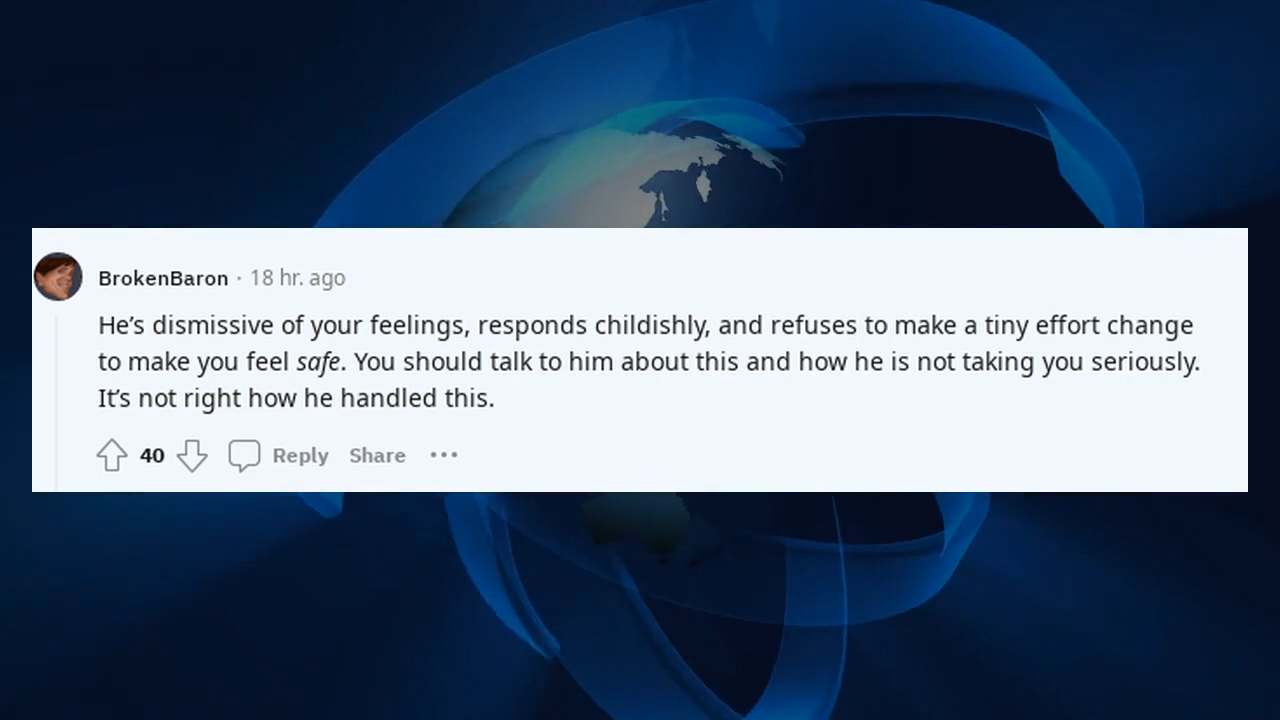 BrokenBaron · 18 hr. ago
He’s dismissive of your feelings, responds childishly, and refuses to make a tiny effort change
to make you feel safe. You should talk to him about this and how he is not taking you seriously.
It’s not right how he handled this.
40 Reply Share •••